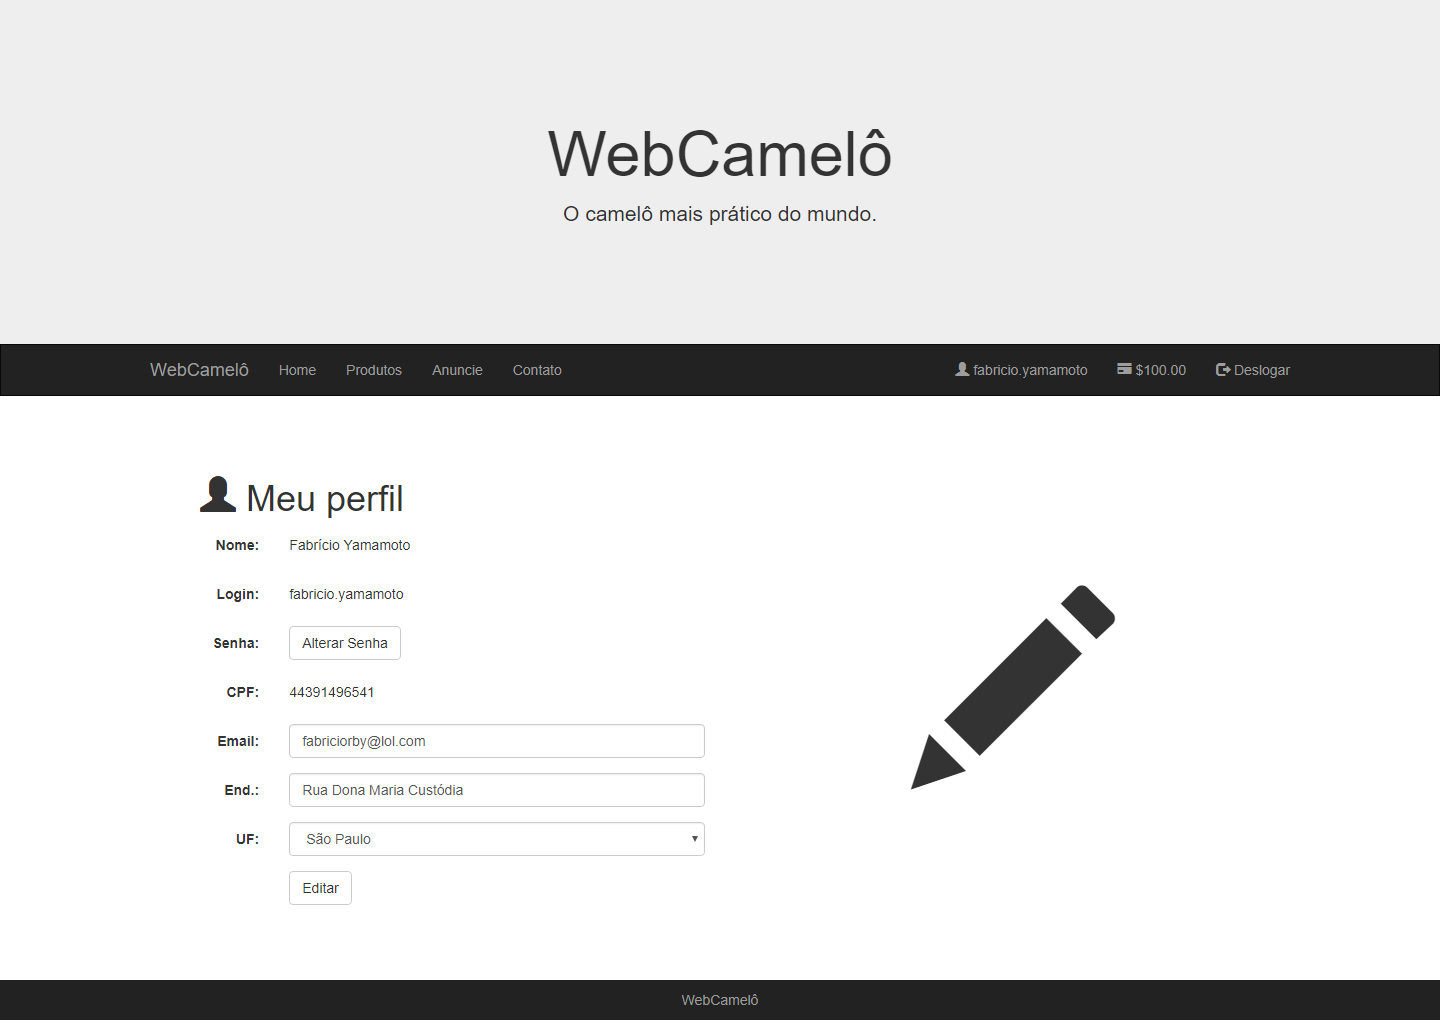 WebCamelô
O camelô mais prático do mundo.
WebCamelô Home Produtos Anuncie Contato fabricio.yamamoto $100.00 Deslogar
Meu perfil
Nome: Fabrício Yamamoto
Login: fabricio.yamamoto
Senha: Alterar Senha
CPF: 44391496541
Email: fabriciorby@lol.com
End.: Rua Dona Maria Custódia
UF: São Paulo
Editar
WebCamelô